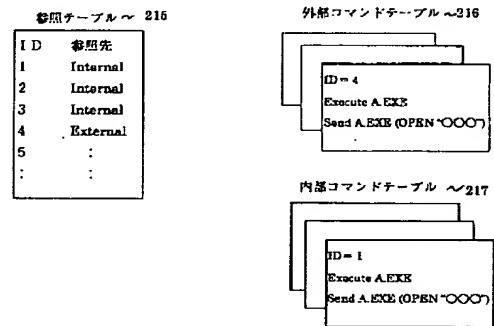 参照テーブル～ 215
ID 参照先
1 Internal
2 Internal
3 Internal
4 External
5 :
: :
外部コマンドテーブル ～216
ID = 4
Execute A.EXE
Send A.EXE (OPEN "○○○")
内部コマンドテーブル ～217
ID = 1
Execute A.EXE
Send A.EXE (OPEN "○○○")